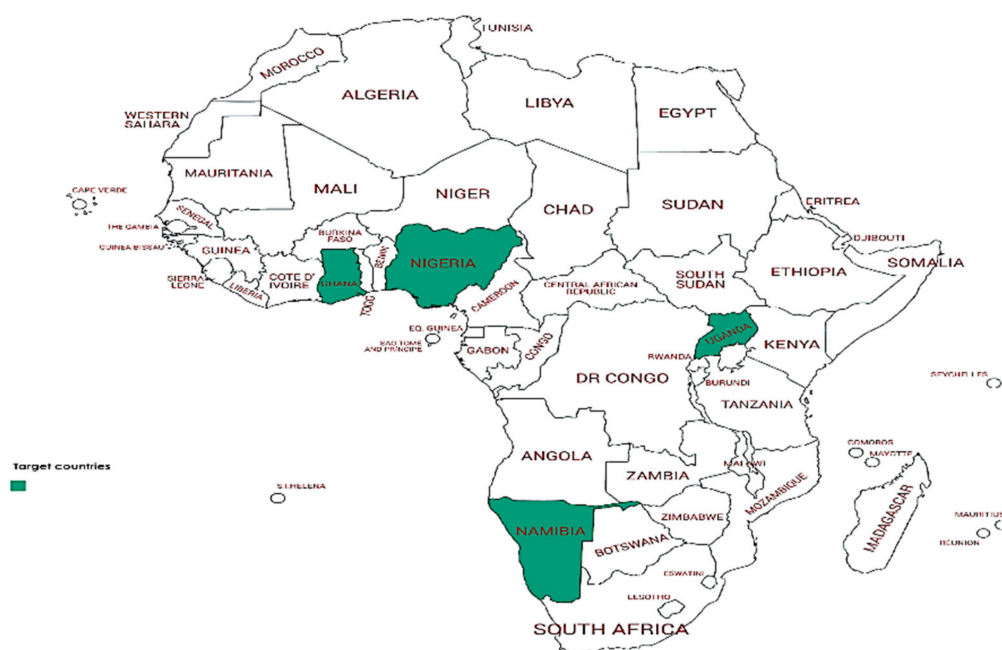 TUNISIA
MOROCCO
ALGERIA
LIBYA
EGYPT
WESTERN
SAHARA
MAURITANIA
MALI
NIGER
CHAD
SUDAN
ERITREA
CAPE VERDE
SENEGAL
THE GAMBIA
GUINEA BISSAU
GUINEA
BURKINA
FASO
BENIN
NIGERIA
DJIBOUTI
SOMALIA
ETHIOPIA
SOUTH
SUDAN
CENTRAL AFRICAN
REPUBLIC
CAMEROON
SIERRA
LEONE
LIBERIA
COTE D'
IVOIRE
GHANA
TOGO
EQ. GUINEA
SAO TOME
AND PRINCIPE
GABON
CONGO
UGANDA
KENYA
RWANDA
DR CONGO
BURUNDI
TANZANIA
SEYCHELLES
COMOROS
MAYOTTE
ANGOLA
ZAMBIA
MALAWI
MOZAMBIQUE
Target countries
ST.HELENA
MADAGASCAR
MAURITIUS
REUNION
NAMIBIA
ZIMBABWE
BOTSWANA
ESWATINI
LESOTHO
SOUTH AFRICA